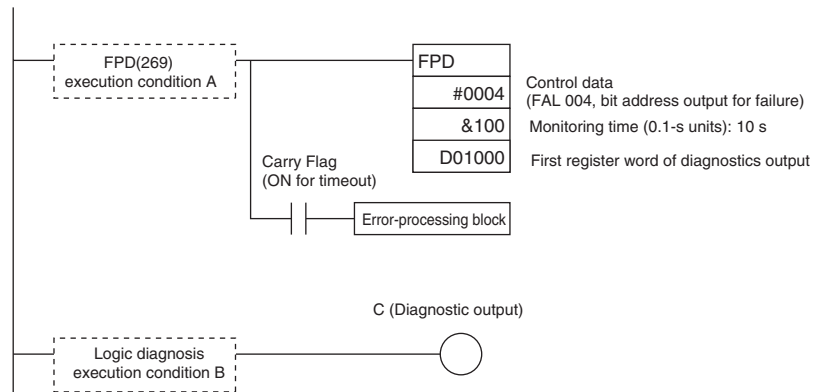 FPD(269)
execution condition A
FPD
#0004
Control data
(FAL 004, bit address output for failure)
&100
Monitoring time (0.1-s units): 10 s
D01000
First register word of diagnostics output
Carry Flag
(ON for timeout)
Error-processing block
C (Diagnostic output)
Logic diagnosis
execution condition B